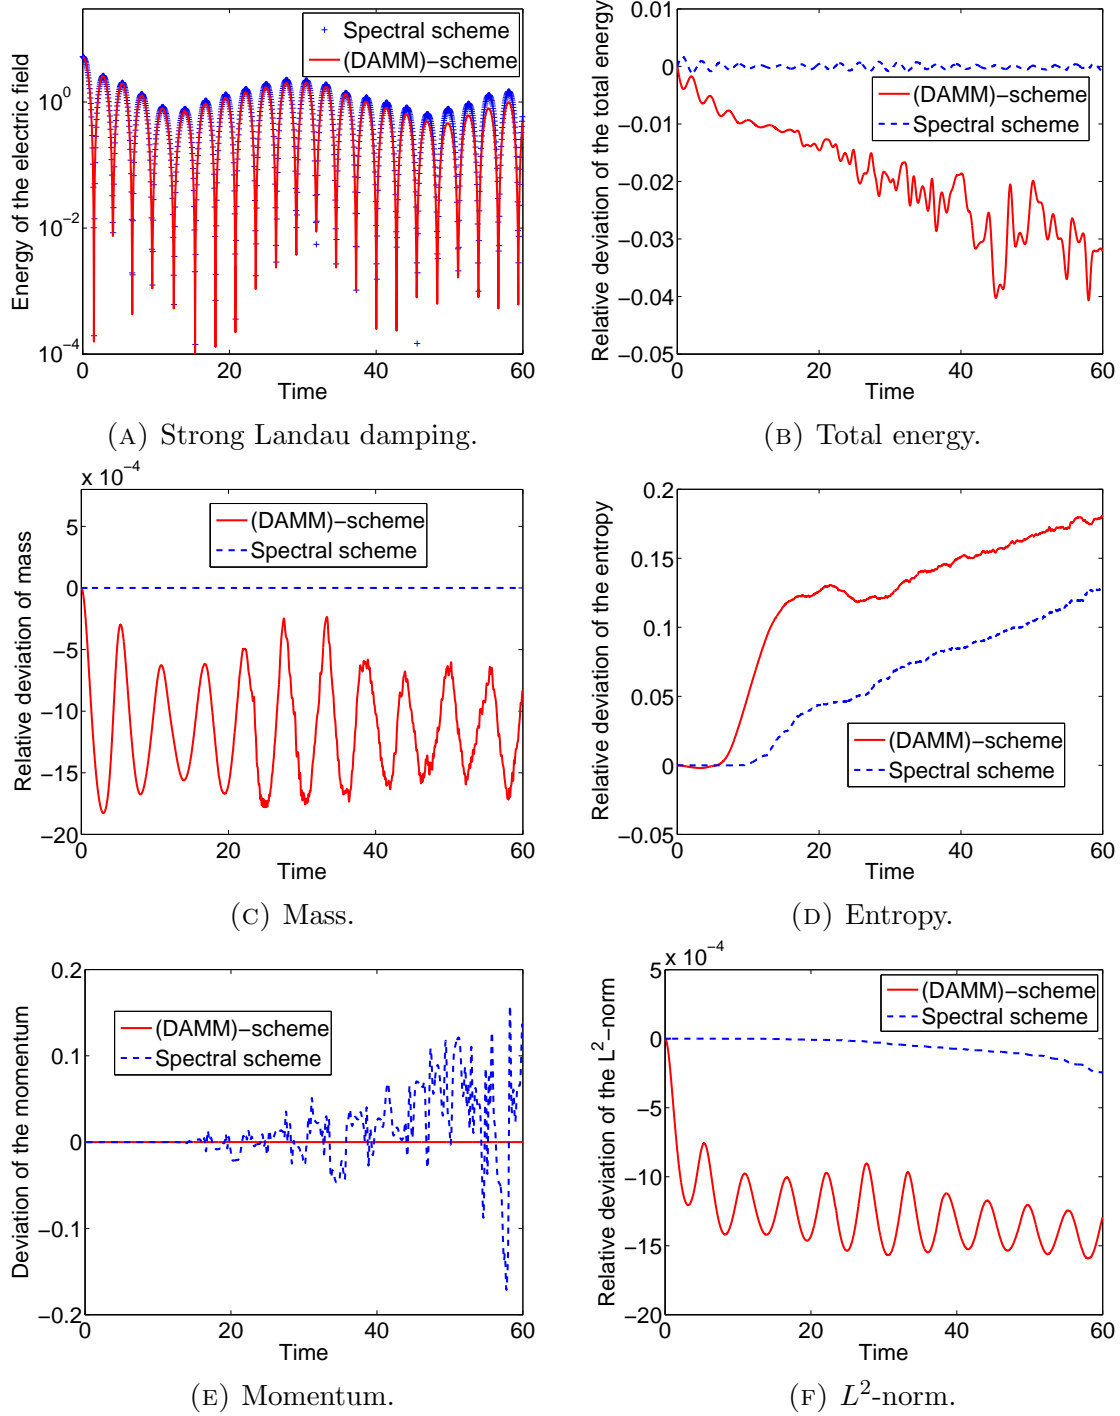 Spectral scheme
(DAMM)−scheme
Energy of the electric field
10^0
10^−2
10^−4
0 20 40 60
Time
(A) Strong Landau damping.
(DAMM)−scheme
Spectral scheme
Relative deviation of the total energy
0.01
0
−0.01
−0.02
−0.03
−0.04
−0.05
0 20 40 60
Time
(B) Total energy.
x 10^−4
(DAMM)−scheme
Spectral scheme
Relative deviation of mass
5
0
−5
−10
−15
−20
0 20 40 60
Time
(C) Mass.
(DAMM)−scheme
Spectral scheme
Relative deviation of the entropy
0.2
0.15
0.1
0.05
0
−0.05
0 20 40 60
Time
(D) Entropy.
(DAMM)−scheme
Spectral scheme
Deviation of the momentum
0.2
0.1
0
−0.1
−0.2
0 20 40 60
Time
(E) Momentum.
x 10^−4
(DAMM)−scheme
Spectral scheme
Relative deviation of the L^2−norm
5
0
−5
−10
−15
−20
0 20 40 60
Time
(F) L^2-norm.